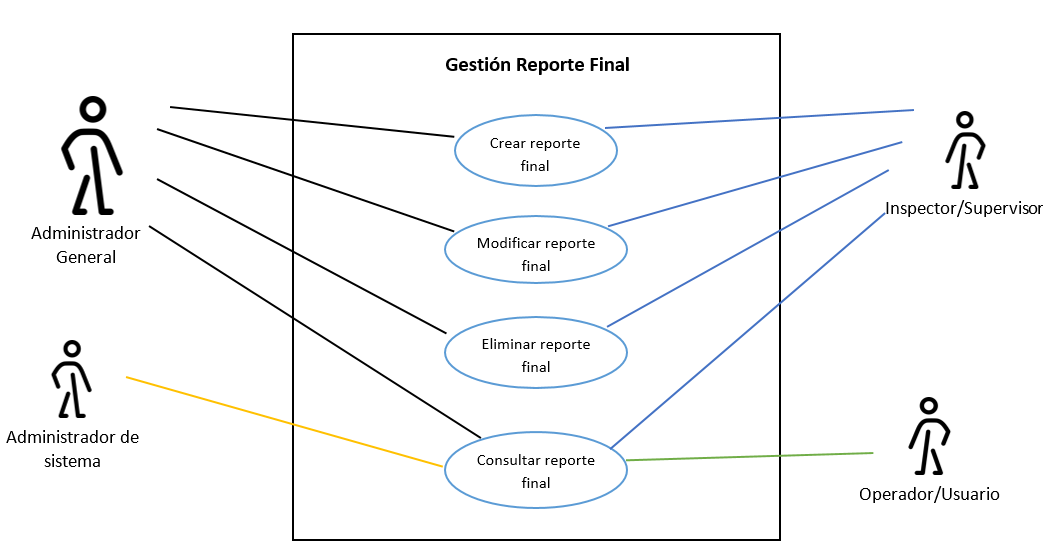 Gestión Reporte Final
Crear reporte
final
Modificar reporte
final
Eliminar reporte
final
Consultar reporte
final
Administrador
General
Administrador de
sistema
Inspector/Supervisor
Operador/Usuario